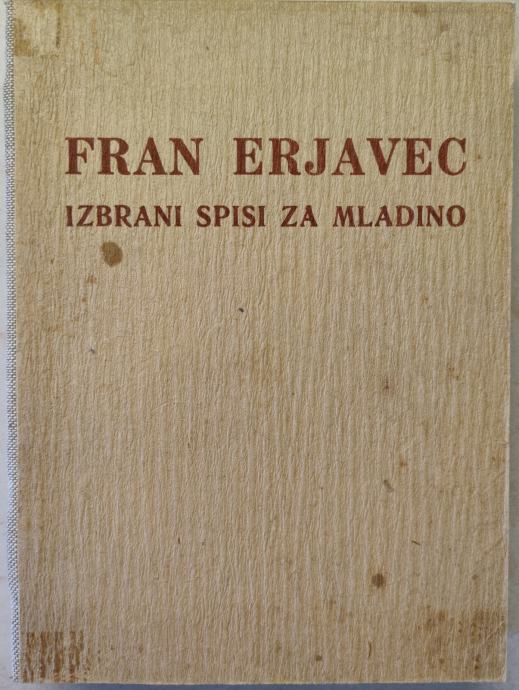 FRAN ERJAVEC
IZBRANI SPISI ZA MLADINO